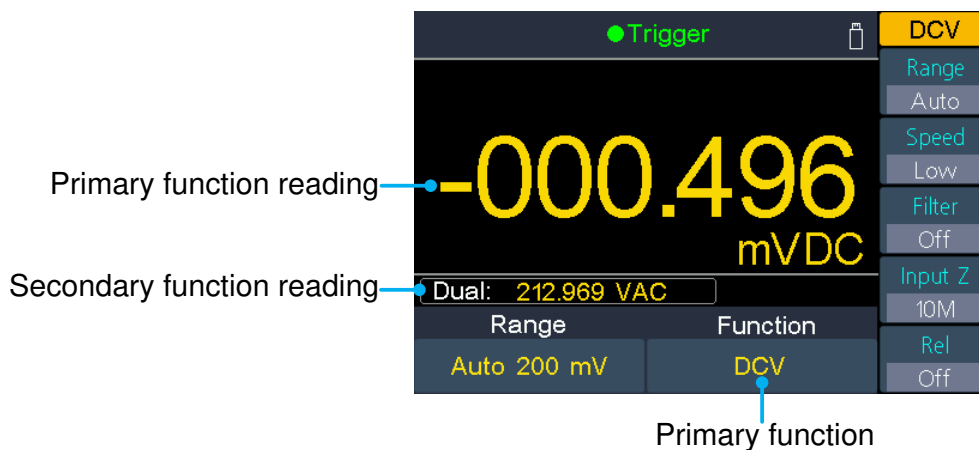 Trigger
DCV
Range
Auto
Speed
Low
Filter
Off
Input Z
10M
Rel
Off
Primary function reading
-000.496
mVDC
Secondary function reading
Dual: 212.969 VAC
Range Function
Auto 200 mV DCV
Primary function